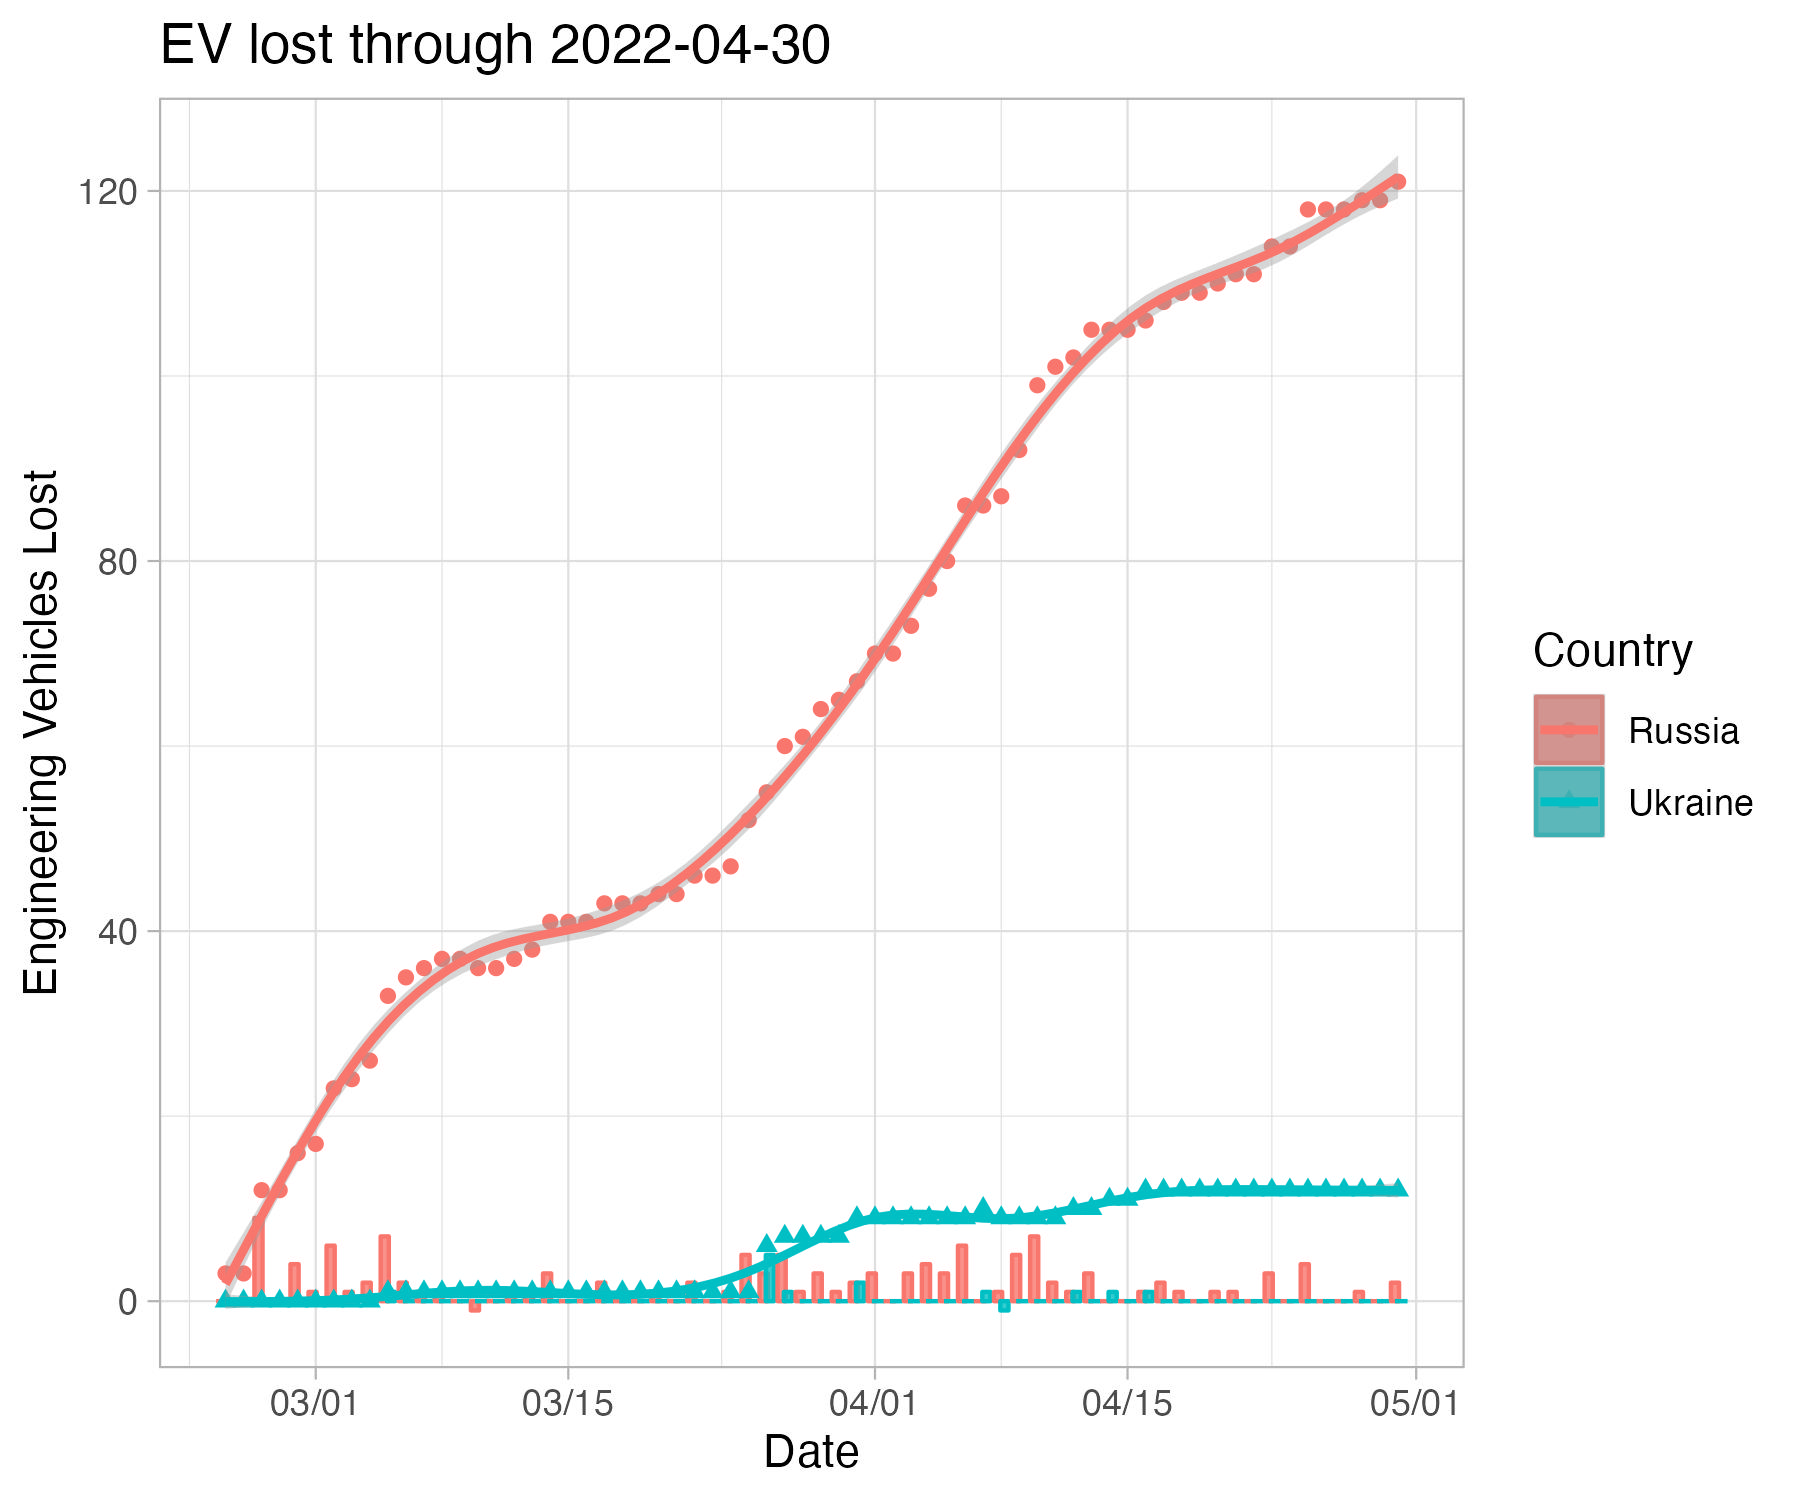 EV lost through 2022-04-30
Engineering Vehicles Lost
120
80
40
0
03/01
03/15
04/01
04/15
05/01
Date
Country
Russia
Ukraine